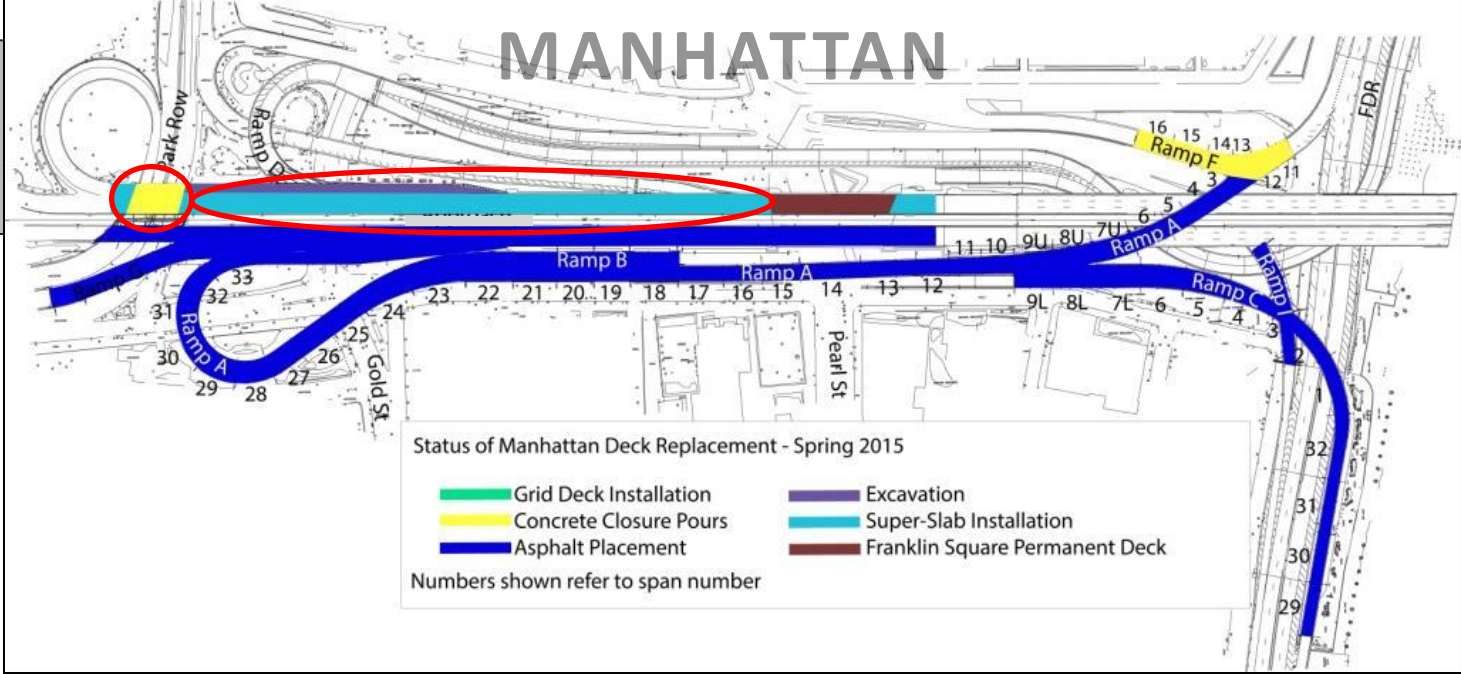 MANHATTAN
Park Row
Ramp D
FDR
16 15 14 13
Ramp F
11
12
3
4
5
6
7U
8U
9U
10
11
Ramp A
Ramp B
Ramp A
Ramp C
Ramp I
Ramp G
33
32
31
30
29
28
27
26
25
24
23 22 21 20 19 18 17 16 15 14 13 12
Ramp A
9L 8L 7L 6 5 4 3 2
1
32
31
30
29
Gold St
Pearl St
Status of Manhattan Deck Replacement - Spring 2015
Grid Deck Installation
Excavation
Concrete Closure Pours
Super-Slab Installation
Asphalt Placement
Franklin Square Permanent Deck
Numbers shown refer to span number